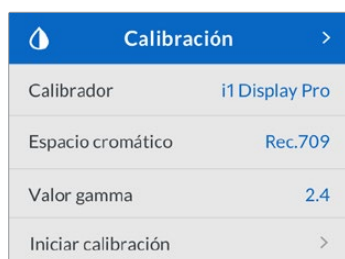 Calibración
Calibrador i1 Display Pro
Espacio cromático Rec.709
Valor gamma 2.4
Iniciar calibración